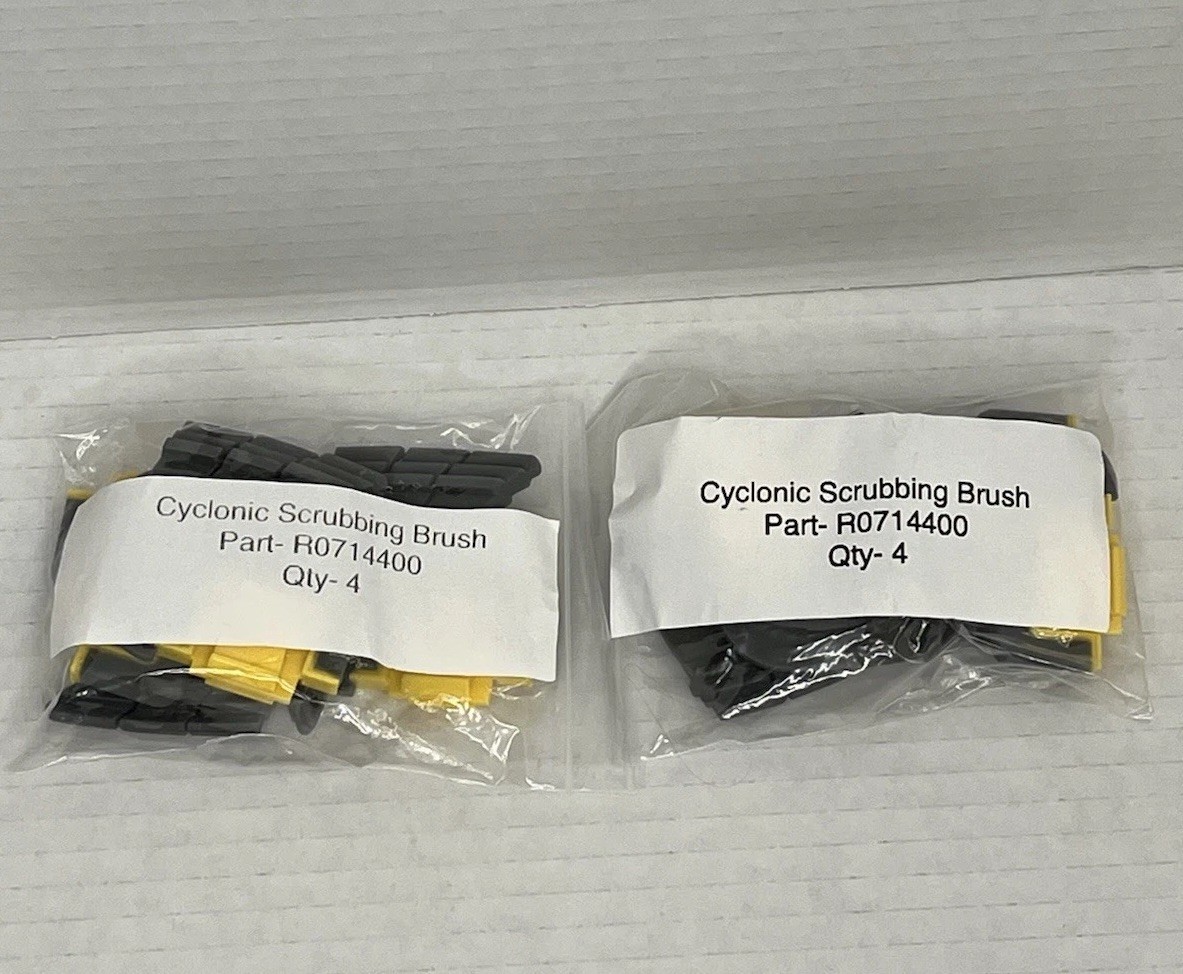 Cyclonic Scrubbing Brush
Part- R0714400
Qty- 4
Cyclonic Scrubbing Brush
Part- R0714400
Qty- 4